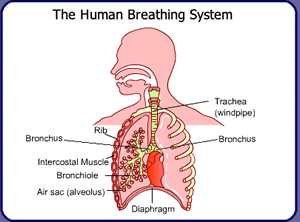 The Human Breathing System
Trachea
(windpipe)
Rib
Bronchus
Bronchus
Intercostal Muscle
Bronchiole
Air sac (alveolus)
Diaphragm